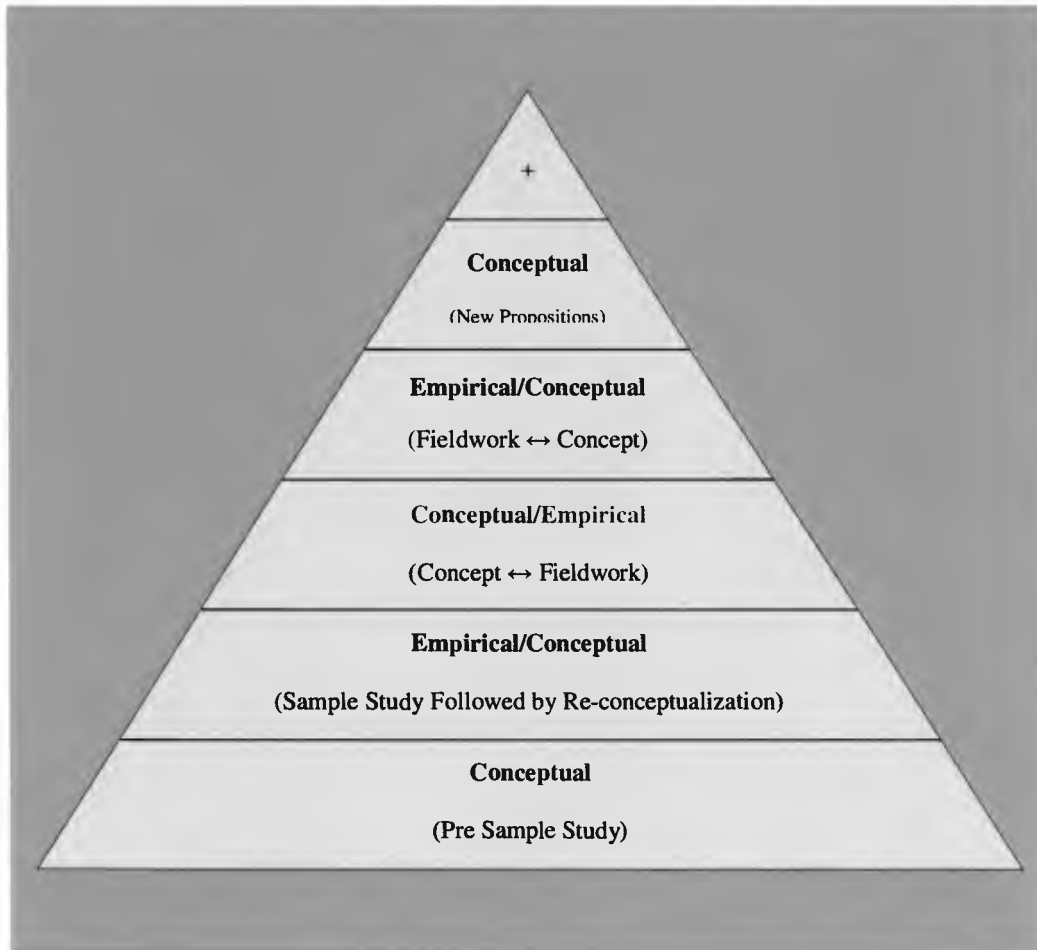 +
Conceptual
(New Propositions)
Empirical/Conceptual
(Fieldwork ↔ Concept)
Conceptual/Empirical
(Concept ↔ Fieldwork)
Empirical/Conceptual
(Sample Study Followed by Re-conceptualization)
Conceptual
(Pre Sample Study)